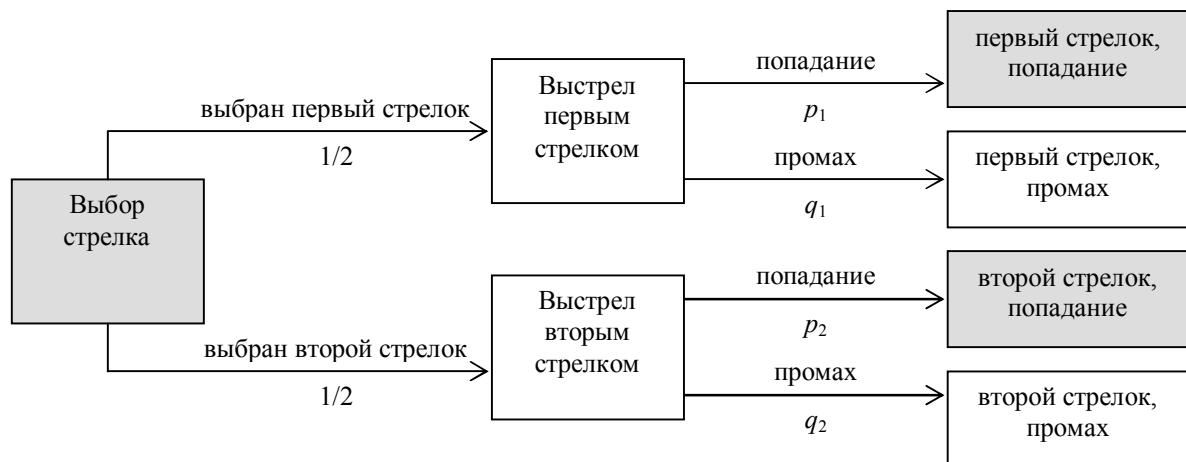 Выбор
стрелка
выбран первый стрелок
1/2
Выстрел
первым
стрелком
попадание
p1
промах
q1
первый стрелок,
попадание
первый стрелок,
промах
выбран второй стрелок
1/2
Выстрел
вторым
стрелком
попадание
p2
промах
q2
второй стрелок,
попадание
второй стрелок,
промах